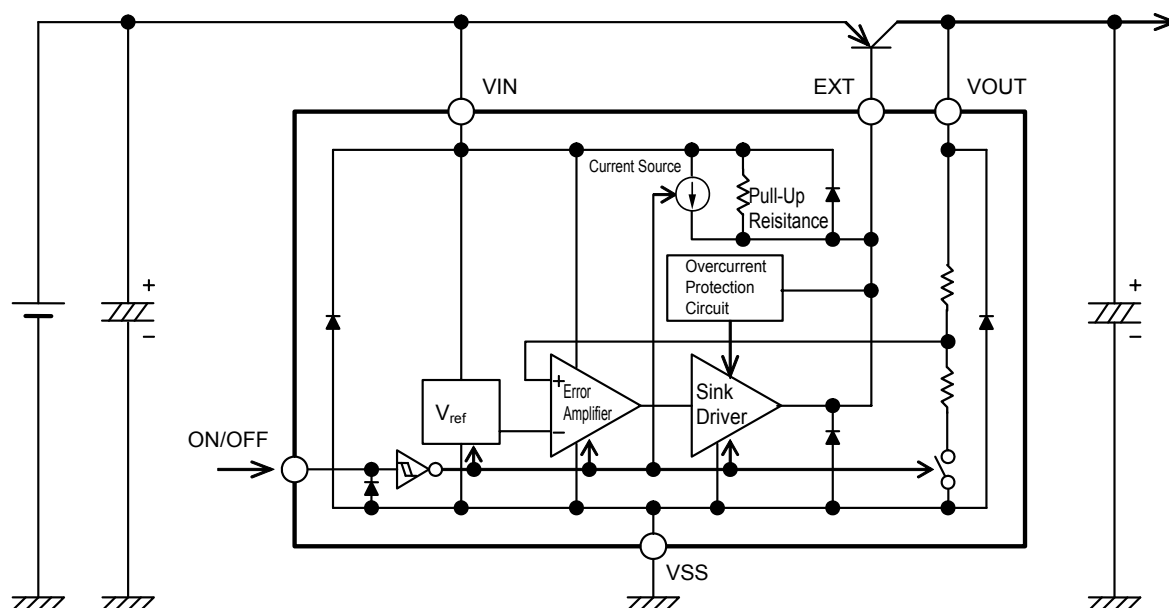 VIN
EXT
VOUT
Current Source
Pull-Up
Reisitance
Overcurrent
Protection
Circuit
+
−
+
−
+
Error
Amplifier
−
Sink
Driver
Vref
ON/OFF
VSS